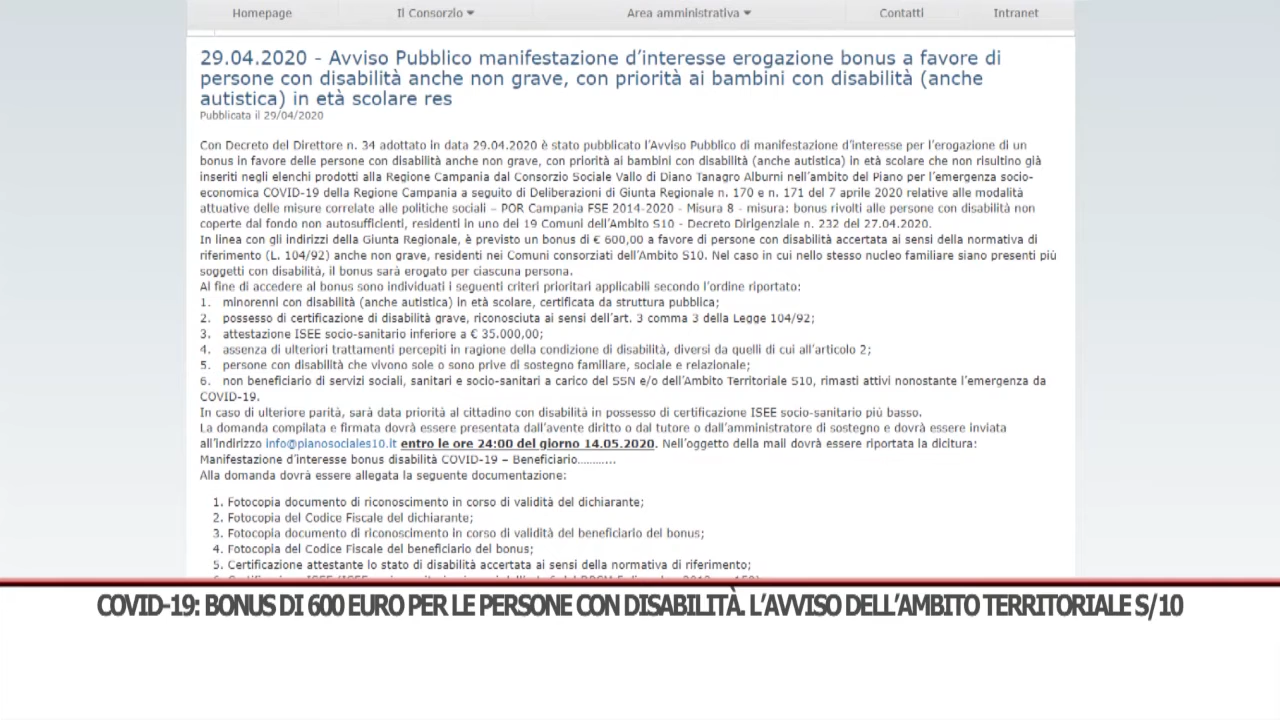 Homepage
Il Consorzio
Area amministrativa
Contatti
Intranet
29.04.2020 - Avviso Pubblico manifestazione d'interesse erogazione bonus a favore di
persone con disabilità anche non grave, con priorità ai bambini con disabilità (anche
autistica) in età scolare res
Pubblicata il 29/04/2020
Con Decreto del Direttore n. 34 adottato in data 29.04.2020 è stato pubblicato l'Avviso Pubblico di manifestazione d'interesse per l'erogazione di un
bonus in favore delle persone con disabilità anche non grave, con priorità ai bambini con disabilità (anche autistica) in età scolare che non risultino già
inseriti negli elenchi prodotti alla Regione Campania dal Consorzio Sociale Vallo di Diano Tanagro Alburni nell'ambito del Piano per l'emergenza socio-
economica COVID-19 della Regione Campania a seguito di Deliberazioni di Giunta Regionale n. 170 e n. 171 del 7 aprile 2020 relative alle modalità
attuative delle misure correlate alle politiche sociali – POR Campania FSE 2014-2020 - Misura 8 - misura: bonus rivolti alle persone con disabilità non
coperte dal fondo non autosufficienti, residenti in uno dei 19 Comuni dell'Ambito S10 - Decreto Dirigenziale n. 232 del 27.04.2020.
In linea con gli indirizzi della Giunta Regionale, è previsto un bonus di € 600,00 a favore di persone con disabilità accertata ai sensi della normativa di
riferimento (L. 104/92) anche non grave, residenti nei Comuni consorziati dell'Ambito S10. Nel caso in cui nello stesso nucleo familiare siano presenti più
soggetti con disabilità, il bonus sarà erogato per ciascuna persona.
Al fine di accedere al bonus sono individuati i seguenti criteri prioritari applicabili secondo l'ordine riportato:
1. minorenni con disabilità (anche autistica) in età scolare, certificata da struttura pubblica;
2. possesso di certificazione di disabilità grave, riconosciuta ai sensi dell'art. 3 comma 3 della Legge 104/92;
3. attestazione ISEE socio-sanitario inferiore a € 35.000,00;
4. assenza di ulteriori trattamenti percepiti in ragione della condizione di disabilità, diversi da quelli di cui all'articolo 2;
5. persone con disabilità che vivono sole o sono prive di sostegno familiare, sociale e relazionale;
6. non beneficiario di servizi sociali, sanitari e socio-sanitari a carico del SSN e/o dell'Ambito Territoriale S10, rimasti attivi nonostante l'emergenza da
COVID-19.
In caso di ulteriore parità, sarà data priorità al cittadino con disabilità in possesso di certificazione ISEE socio-sanitario più basso.
La domanda compilata e firmata dovrà essere presentata dall'avente diritto o dal tutore o dall'amministratore di sostegno e dovrà essere inviata
all'indirizzo info@pianosociales10.it entro le ore 24:00 del giorno 14.05.2020. Nell'oggetto della mail dovrà essere riportata la dicitura:
Manifestazione d'interesse bonus disabilità COVID-19 – Beneficiario...........
Alla domanda dovrà essere allegata la seguente documentazione:
1. Fotocopia documento di riconoscimento in corso di validità del dichiarante;
2. Fotocopia del Codice Fiscale del dichiarante;
3. Fotocopia documento di riconoscimento in corso di validità del beneficiario del bonus;
4. Fotocopia del Codice Fiscale del beneficiario del bonus;
5. Certificazione attestante lo stato di disabilità accertata ai sensi della normativa di riferimento;
COVID-19: BONUS DI 600 EURO PER LE PERSONE CON DISABILITÀ. L'AVVISO DELL'AMBITO TERRITORIALE S/10